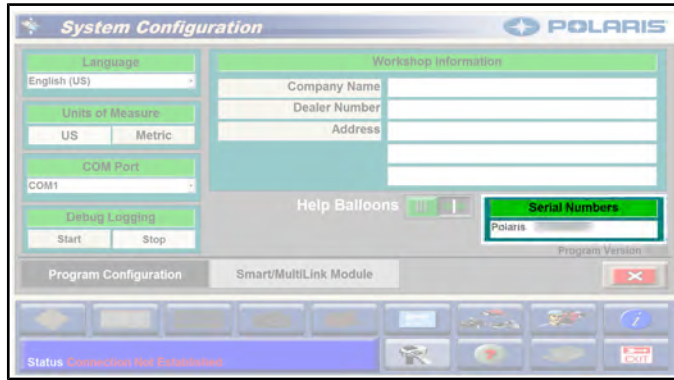 System Configuration
POLARIS
Language
English (US)
Units of Measure
US Metric
COM Port
COM1
Debug Logging
Start Stop
Workshop Information
Company Name
Dealer Number
Address
Help Balloons
Serial Numbers
Polaris
Program Version
Program Configuration
Smart/MultiLink Module
Status Connection Not Established
i
EXIT